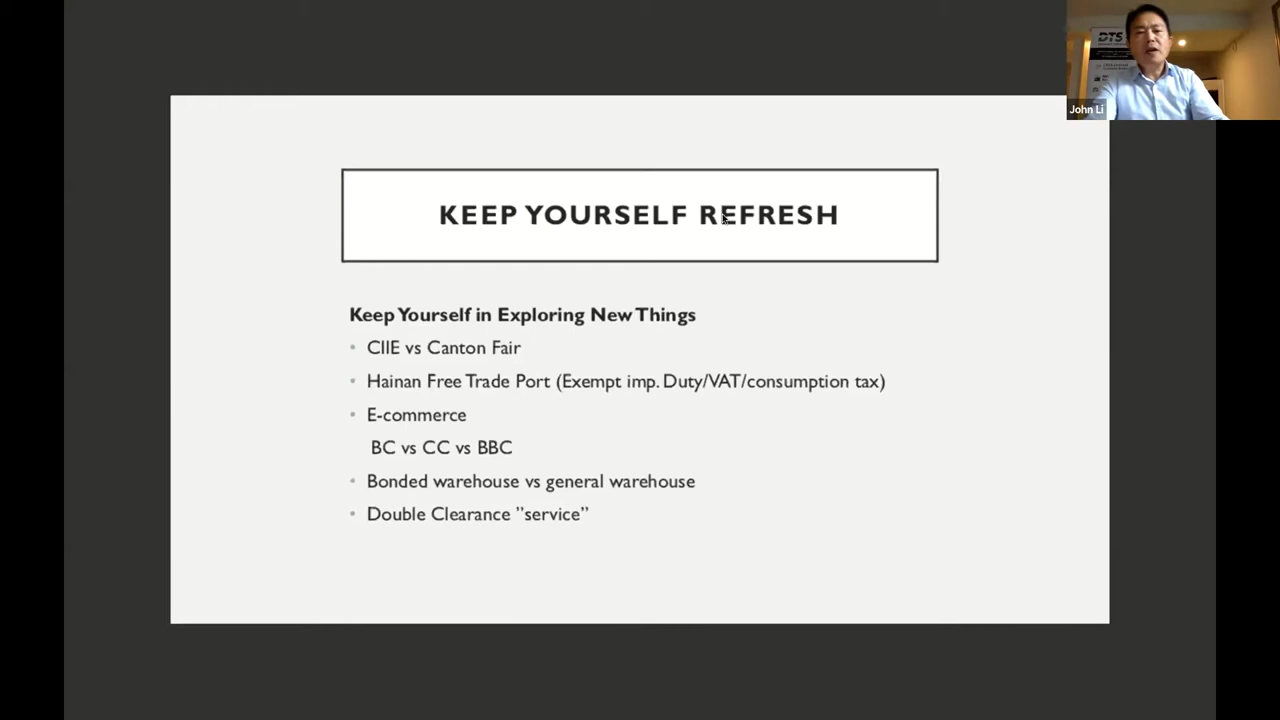 KEEP YOURSELF REFRESH
Keep Yourself in Exploring New Things
• CIIE vs Canton Fair
• Hainan Free Trade Port (Exempt imp. Duty/VAT/consumption tax)
• E-commerce
BC vs CC vs BBC
• Bonded warehouse vs general warehouse
• Double Clearance ”service”
DTS
John Li